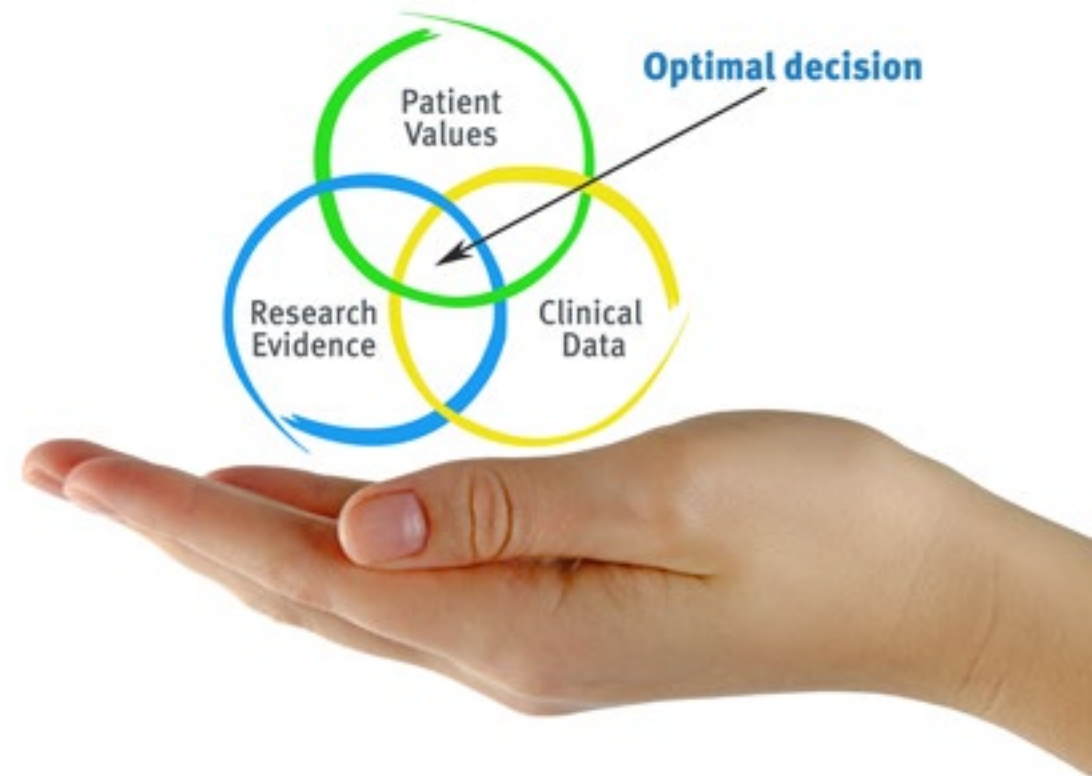 Optimal decision
Patient
Values
Research
Evidence
Clinical
Data